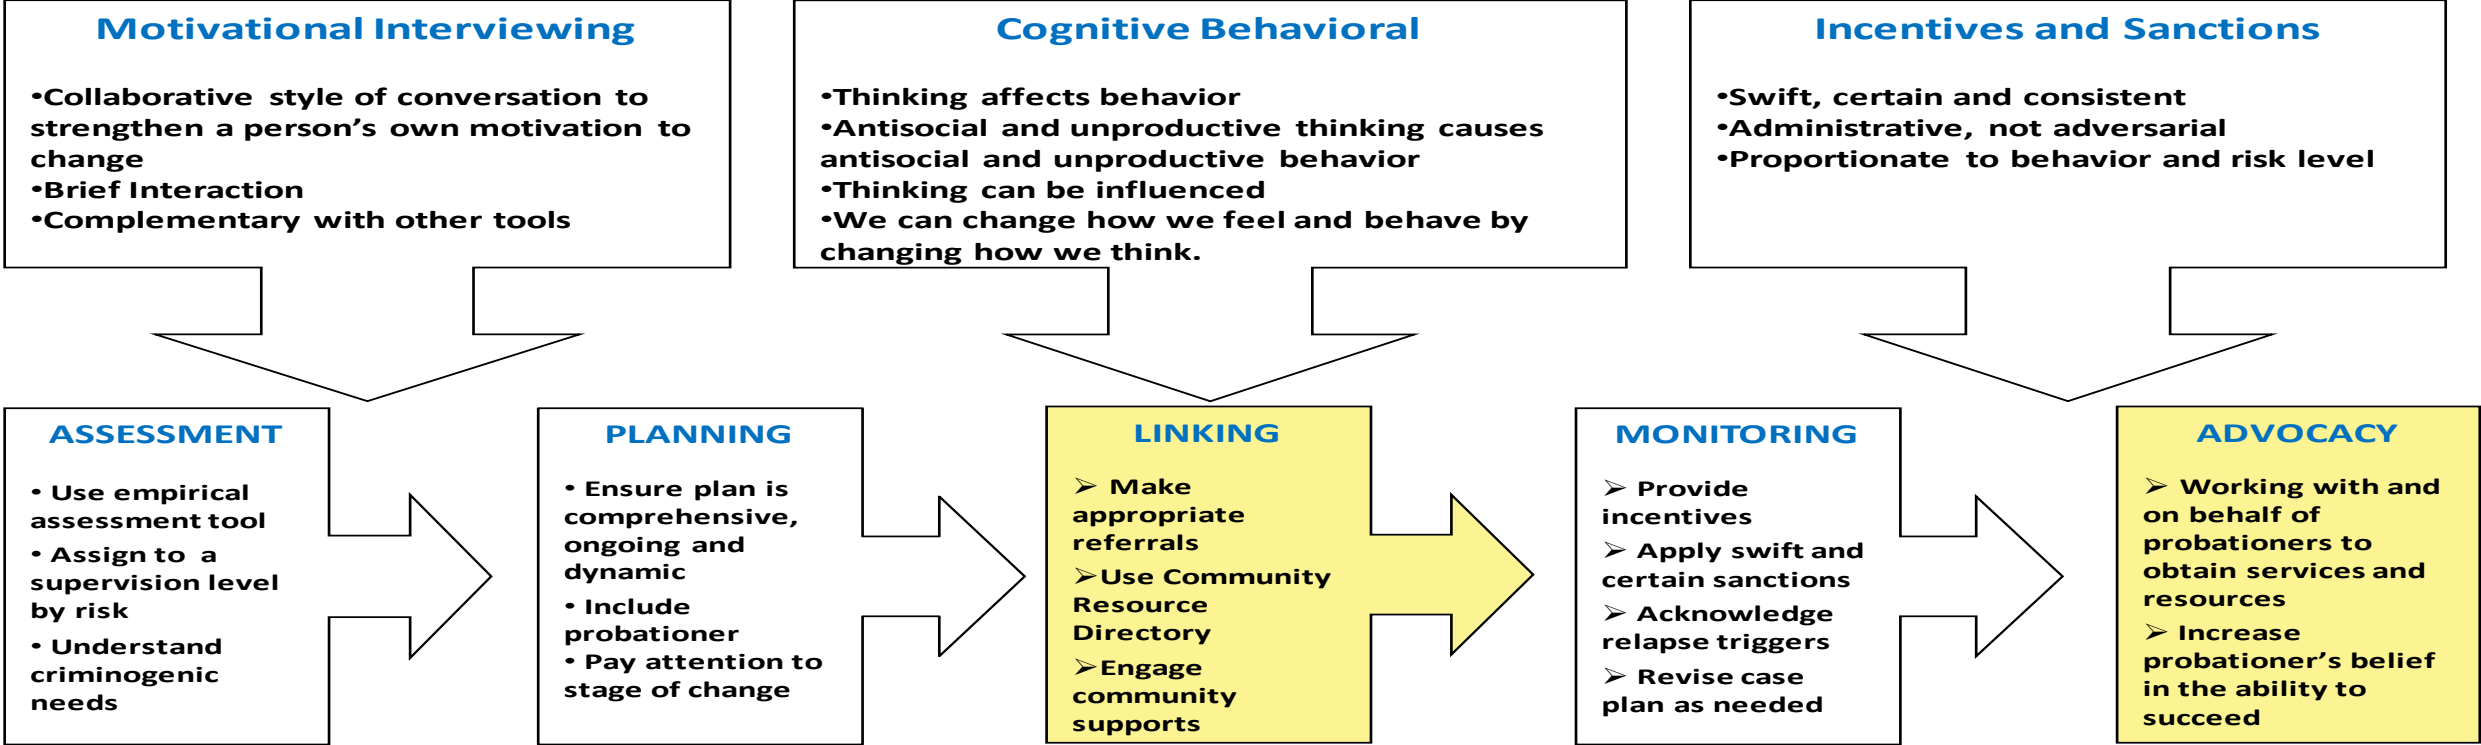 Motivational Interviewing
•Collaborative style of conversation to
strengthen a person’s own motivation to
change
•Brief Interaction
•Complementary with other tools
Cognitive Behavioral
•Thinking affects behavior
•Antisocial and unproductive thinking causes
antisocial and unproductive behavior
•Thinking can be influenced
•We can change how we feel and behave by
changing how we think.
Incentives and Sanctions
•Swift, certain and consistent
•Administrative, not adversarial
•Proportionate to behavior and risk level
ASSESSMENT
• Use empirical
assessment tool
• Assign to a
supervision level
by risk
• Understand
criminogenic
needs
PLANNING
• Ensure plan is
comprehensive,
ongoing and
dynamic
• Include
probationer
• Pay attention to
stage of change
LINKING
➢ Make
appropriate
referrals
➢Use Community
Resource
Directory
➢Engage
community
supports
MONITORING
➢ Provide
incentives
➢ Apply swift and
certain sanctions
➢ Acknowledge
relapse triggers
➢ Revise case
plan as needed
ADVOCACY
➢ Working with and
on behalf of
probationers to
obtain services and
resources
➢ Increase
probationer’s belief
in the ability to
succeed